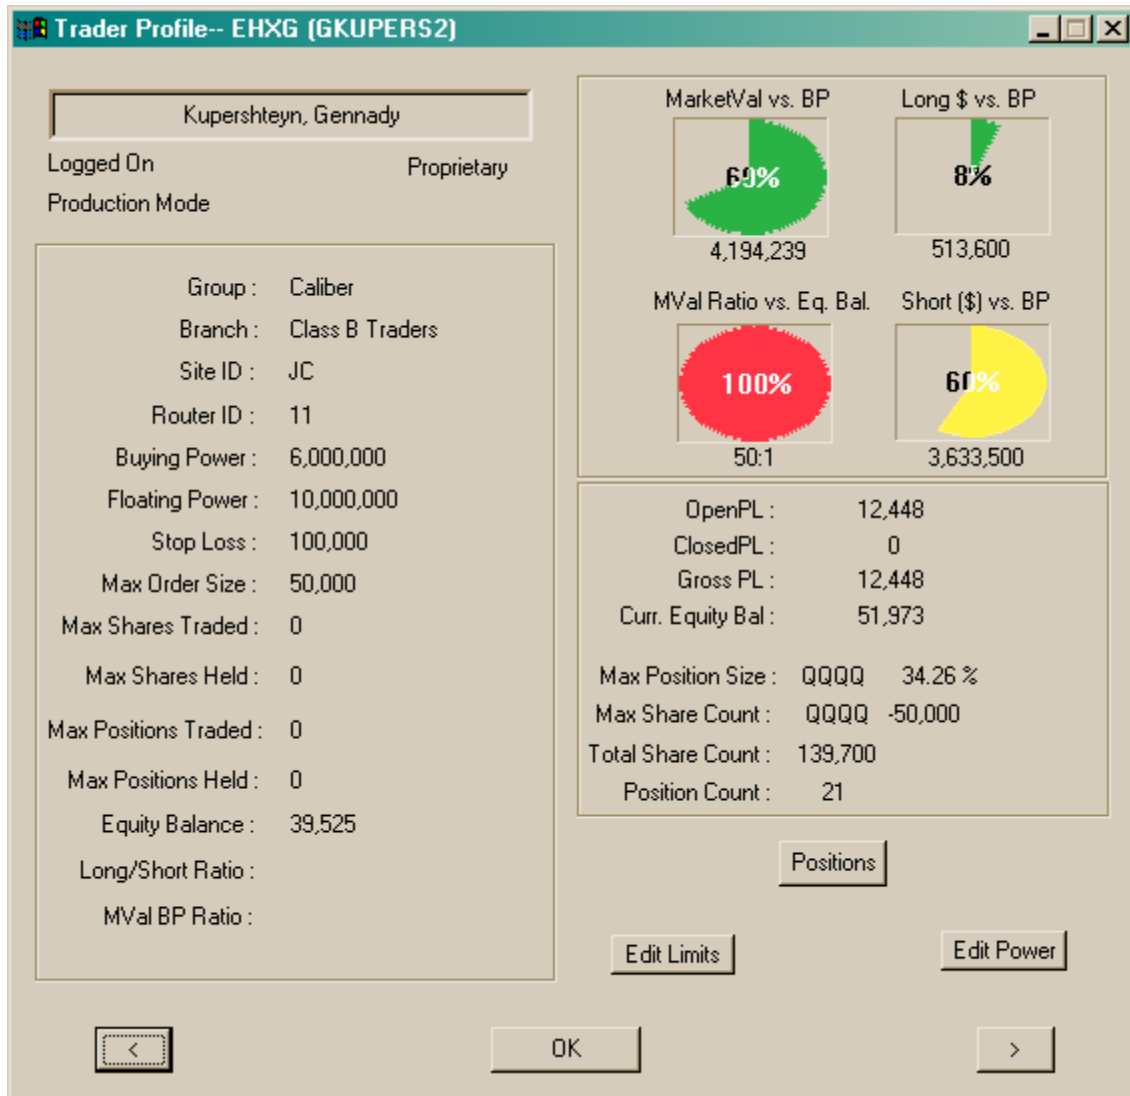 Trader Profile-- EHXG (GKUPERS2)
Kupershteyn, Gennady
Logged On Proprietary
Production Mode
Group : Caliber
Branch : Class B Traders
Site ID : JC
Router ID : 11
Buying Power : 6,000,000
Floating Power : 10,000,000
Stop Loss : 100,000
Max Order Size : 50,000
Max Shares Traded : 0
Max Shares Held : 0
Max Positions Traded : 0
Max Positions Held : 0
Equity Balance : 39,525
Long/Short Ratio :
MVal BP Ratio :
MarketVal vs. BP Long $ vs. BP
69% 8%
4,194,239 513,600
MVal Ratio vs. Eq. Bal. Short ($) vs. BP
100% 60%
50:1 3,633,500
OpenPL : 12,448
ClosedPL : 0
Gross PL : 12,448
Curr. Equity Bal : 51,973
Max Position Size : QQQQ 34.26 %
Max Share Count : QQQQ -50,000
Total Share Count : 139,700
Position Count : 21
Positions
Edit Limits Edit Power
< OK >